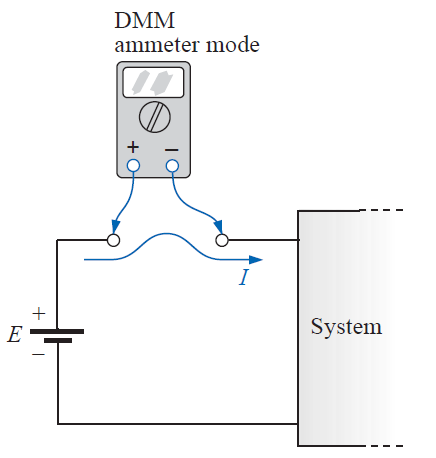 DMM
ammeter mode
+ –
I
+
E
–
System